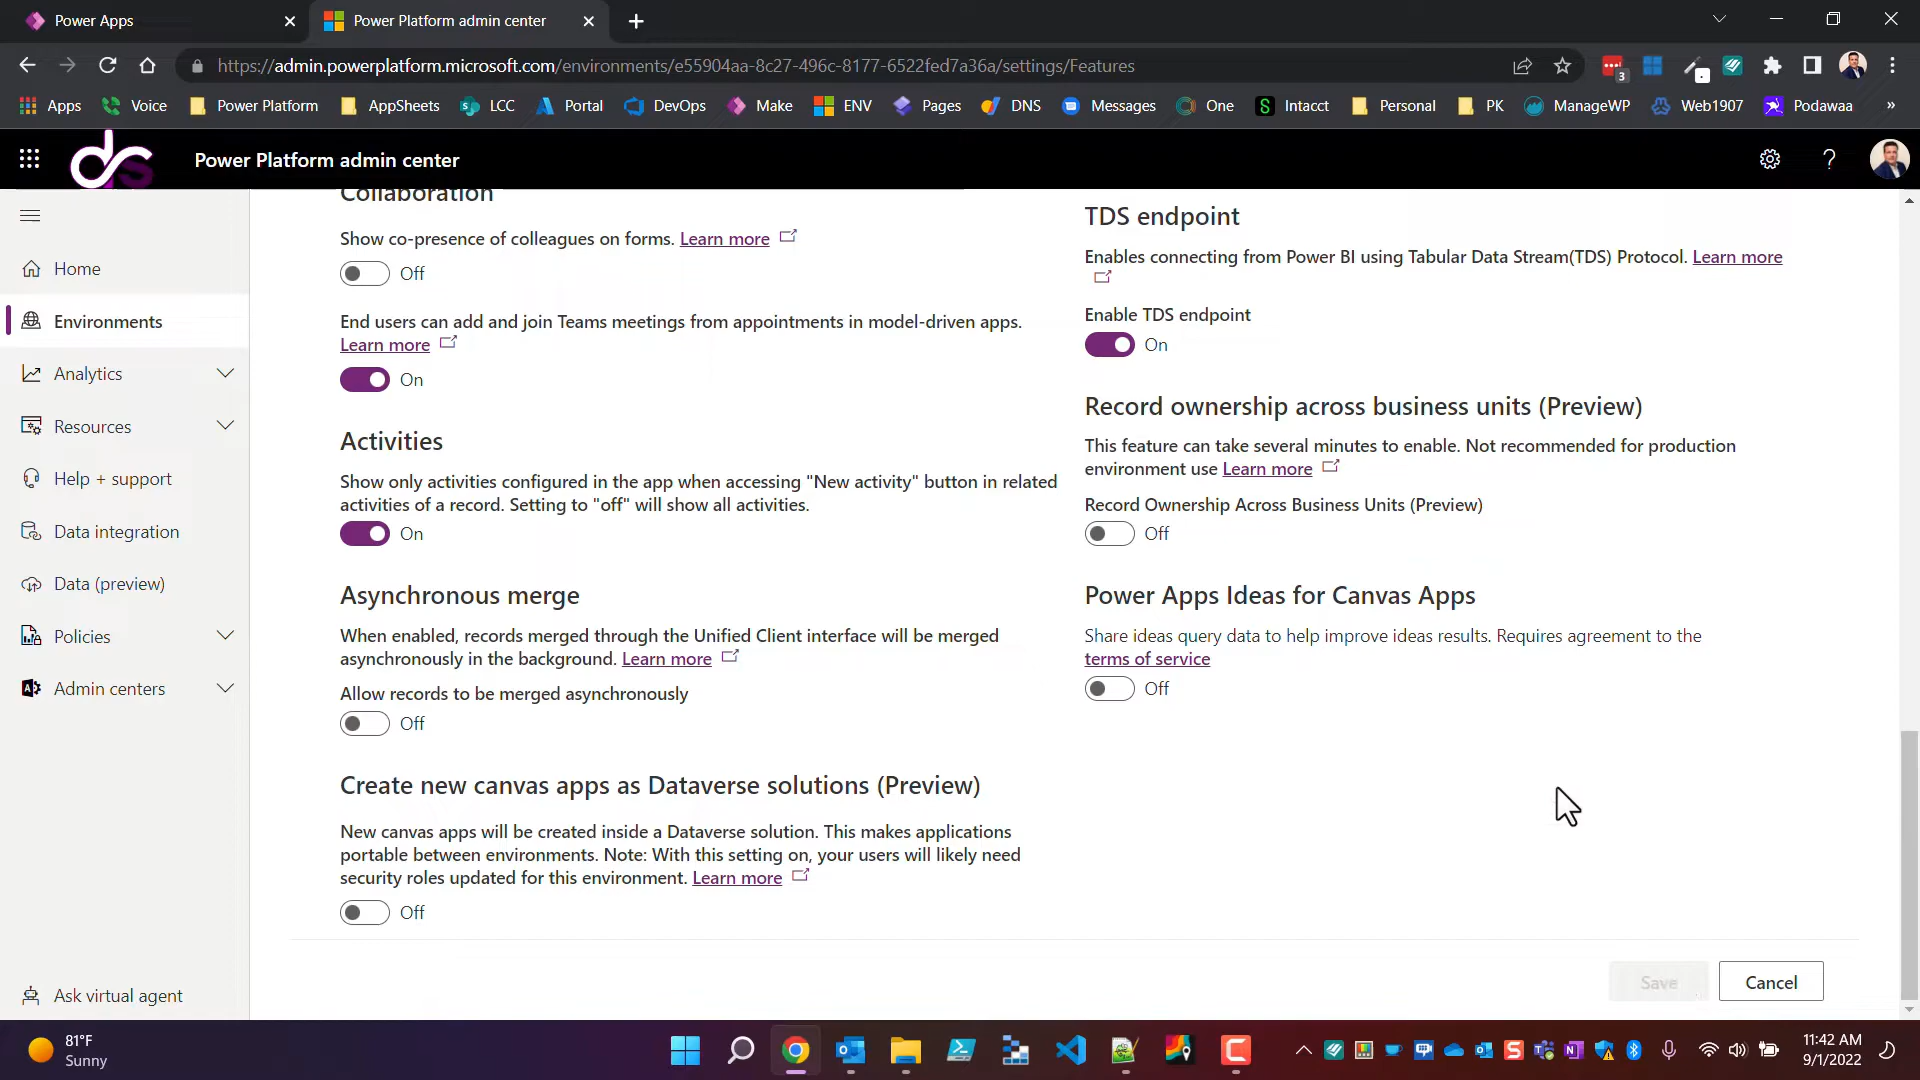 Power Apps
Power Platform admin center
https://admin.powerplatform.microsoft.com/environments/e55904aa-8c27-496c-8177-6522fed7a36a/settings/Features
3
Apps
Voice
Power Platform
AppSheets
LCC
Portal
DevOps
Make
ENV
Pages
DNS
Messages
One
Intacct
Personal
PK
ManageWP
Web1907
Podawaa
»
Power Platform admin center
?
Home
Environments
Analytics
Resources
Help + support
Data integration
Data (preview)
Policies
Admin centers
Ask virtual agent
Collaboration
Show co-presence of colleagues on forms. Learn more
Off
End users can add and join Teams meetings from appointments in model-driven apps.
Learn more
On
Activities
Show only activities configured in the app when accessing "New activity" button in related
activities of a record. Setting to "off" will show all activities.
On
Asynchronous merge
When enabled, records merged through the Unified Client interface will be merged
asynchronously in the background. Learn more
Allow records to be merged asynchronously
Off
Create new canvas apps as Dataverse solutions (Preview)
New canvas apps will be created inside a Dataverse solution. This makes applications
portable between environments. Note: With this setting on, your users will likely need
security roles updated for this environment. Learn more
Off
TDS endpoint
Enables connecting from Power BI using Tabular Data Stream(TDS) Protocol. Learn more
Enable TDS endpoint
On
Record ownership across business units (Preview)
This feature can take several minutes to enable. Not recommended for production
environment use Learn more
Record Ownership Across Business Units (Preview)
Off
Power Apps Ideas for Canvas Apps
Share ideas query data to help improve ideas results. Requires agreement to the
terms of service
Off
Save
Cancel
81°F
Sunny
11:42 AM
9/1/2022